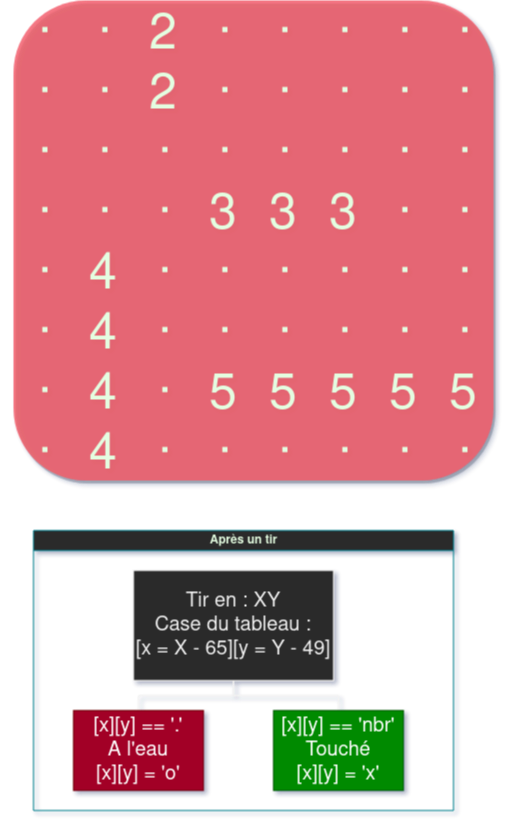 . . 2 . . . . .
. . 2 . . . . .
. . . . . . . .
. . . 3 3 3 . .
. 4 . . . . . .
. 4 . . . . . .
. 4 . 5 5 5 5 5
. 4 . . . . . .
Après un tir
Tir en : XY
Case du tableau :
[x = X - 65][y = Y - 49]
[x][y] == '.'
A l'eau
[x][y] = 'o'
[x][y] == 'nbr'
Touché
[x][y] = 'x'